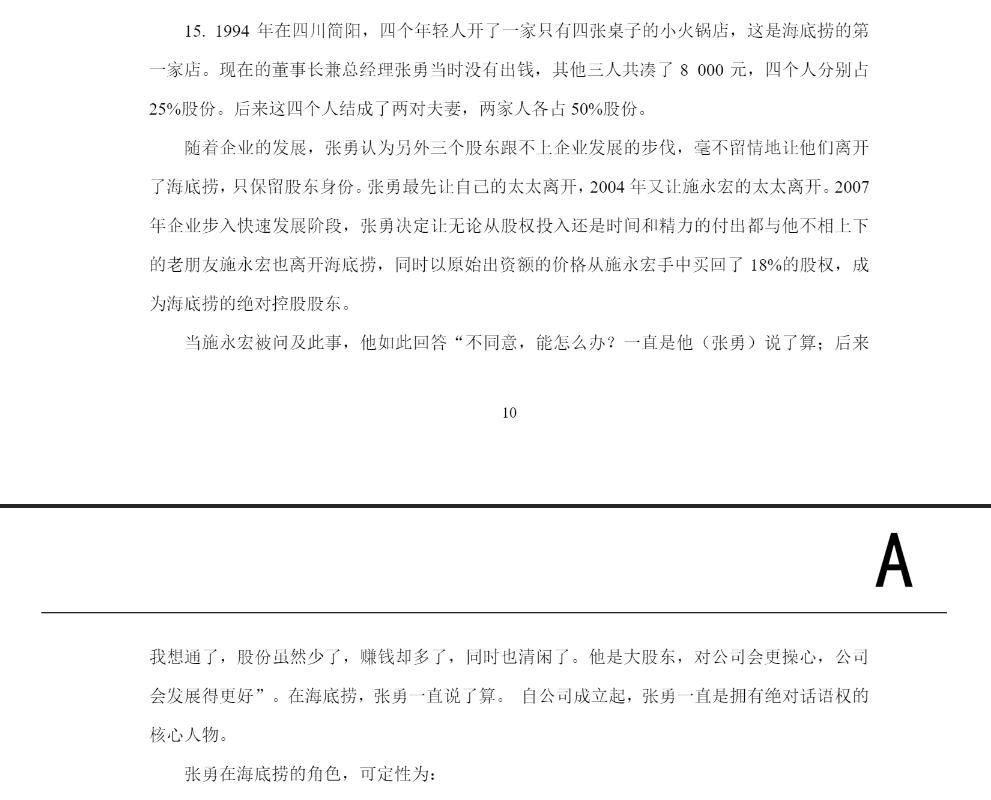 15. 1994 年在四川简阳，四个年轻人开了一家只有四张桌子的小火锅店，这是海底捞的第
一家店。现在的董事长兼总经理张勇当时没有出钱，其他三人共凑了 8 000 元，四个人分别占
25%股份。后来这四个人结成了两对夫妻，两家人各占 50%股份。
随着企业的发展，张勇认为另外三个股东跟不上企业发展的步伐，毫不留情地让他们离开
了海底捞，只保留股东身份。张勇最先让自己的太太离开，2004 年又让施永宏的太太离开。2007
年企业步入快速发展阶段，张勇决定让无论从股权投入还是时间和精力的付出都与他不相上下
的老朋友施永宏也离开海底捞，同时以原始出资额的价格从施永宏手中买回了 18%的股权，成
为海底捞的绝对控股股东。
当施永宏被问及此事，他如此回答“不同意，能怎么办？一直是他（张勇）说了算；后来
10
A
我想通了，股份虽然少了，赚钱却多了，同时也清闲了。他是大股东，对公司会更操心，公司
会发展得更好”。在海底捞，张勇一直说了算。 自公司成立起，张勇一直是拥有绝对话语权的
核心人物。
张勇在海底捞的角色，可定性为：